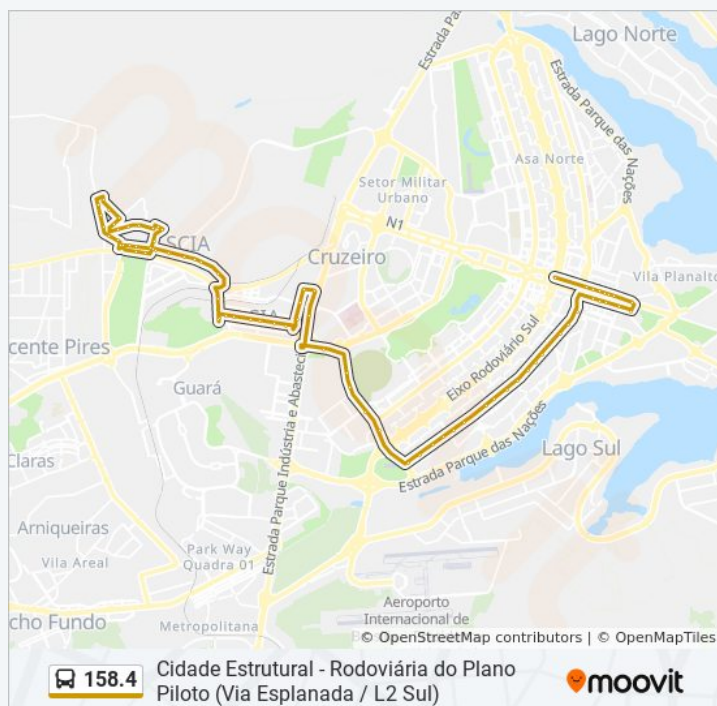 Lago Norte
Estrada Pa
Estrada Parque das Nações
Asa Norte
Setor Militar
Urbano
N1
SCIA
Cruzeiro
Vila Planalto
SIA
cente Pires
Eixo Rodoviário Sul
Guará
Estrada Parque Indústria e Abasteci
Estrada Parque das Nações
Lago Sul
Claras
Arniqueiras
Vila Areal
Park Way
Quadra 01
Aeroporto
Internacional de
cho Fundo
Metropolitana
© OpenStreetMap contributors | © OpenMapTiles
158.4
Cidade Estrutural - Rodoviária do Plano
Piloto (Via Esplanada / L2 Sul)
moovit